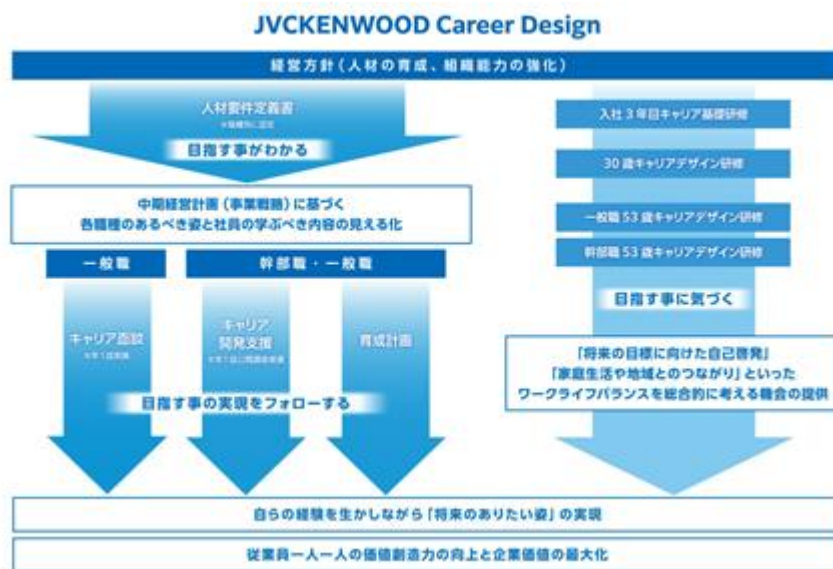 JVCKENWOOD Career Design
経営方針（人材の育成、組織能力の強化）
人材要件定義書
目指す事がわかる
中期経営計画（事業戦略）に基づく
各職種のあるべき姿と社員の学ぶべき内容の見える化
一般職
幹部職・一般職
キャリア面談
※年1回実施
キャリア
開発支援
育成計画
目指す事の実現をフォローする
入社3年目キャリア基礎研修
30歳キャリアデザイン研修
一般職53歳キャリアデザイン研修
幹部職53歳キャリアデザイン研修
目指す事に気づく
「将来の目標に向けた自己啓発」
「家庭生活や地域とのつながり」といった
ワークライフバランスを総合的に考える機会の提供
自らの経験を生かしながら「将来のありたい姿」の実現
従業員一人一人の価値創造力の向上と企業価値の最大化